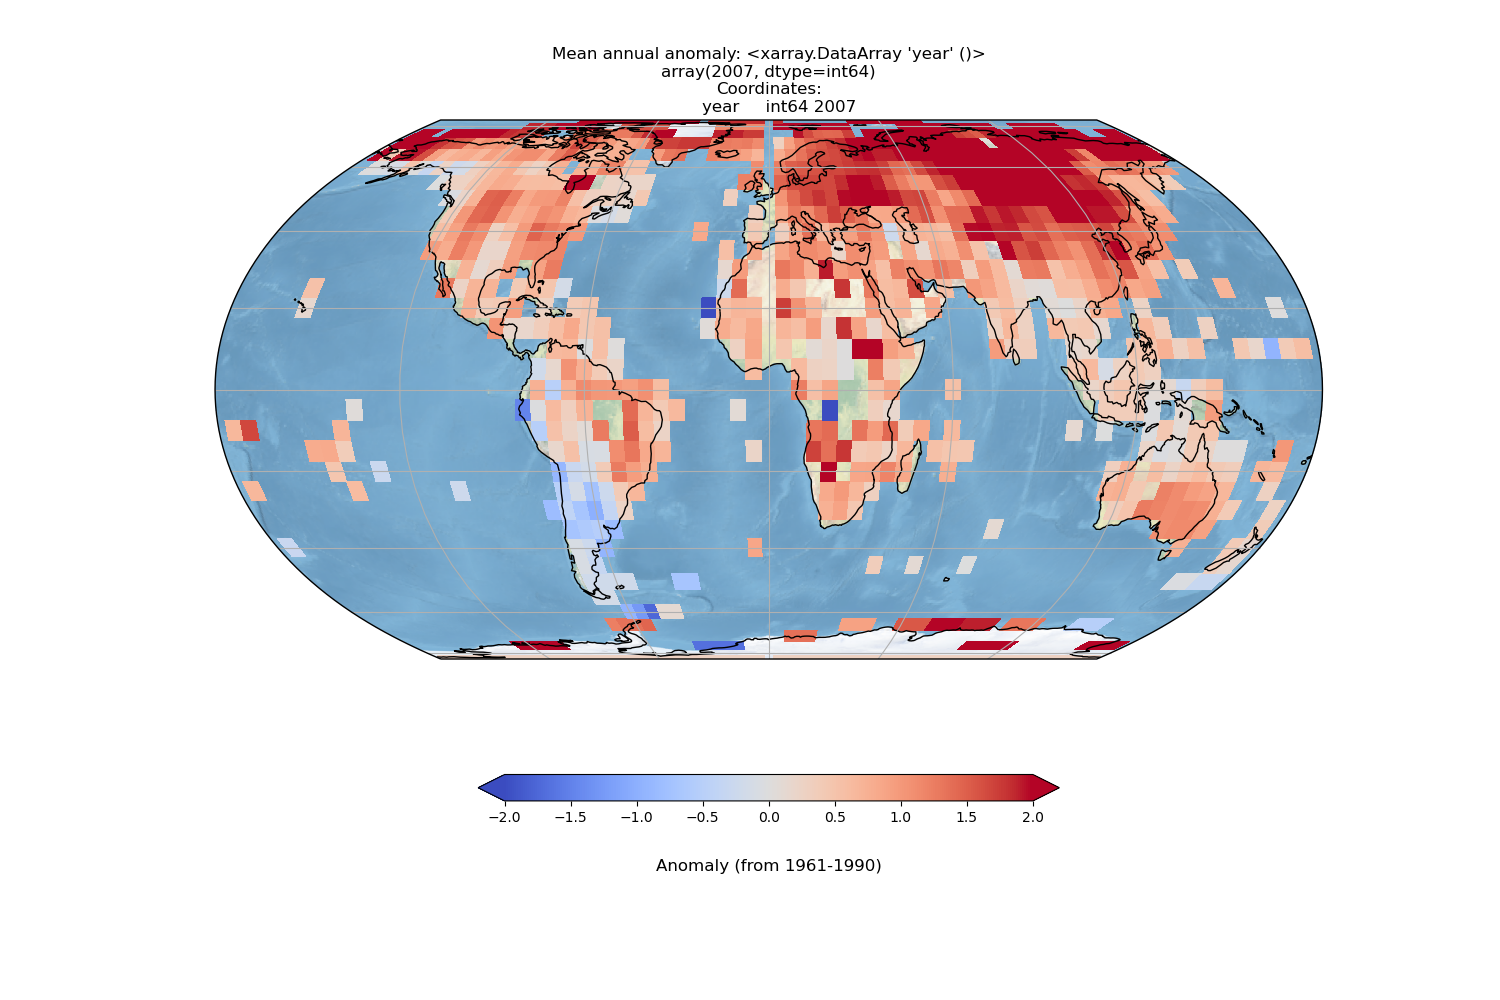 Mean annual anomaly: <xarray.DataArray 'year' ()>
array(2007, dtype=int64)
Coordinates:
year     int64 2007
−2.0 −1.5 −1.0 −0.5 0.0 0.5 1.0 1.5 2.0
Anomaly (from 1961-1990)